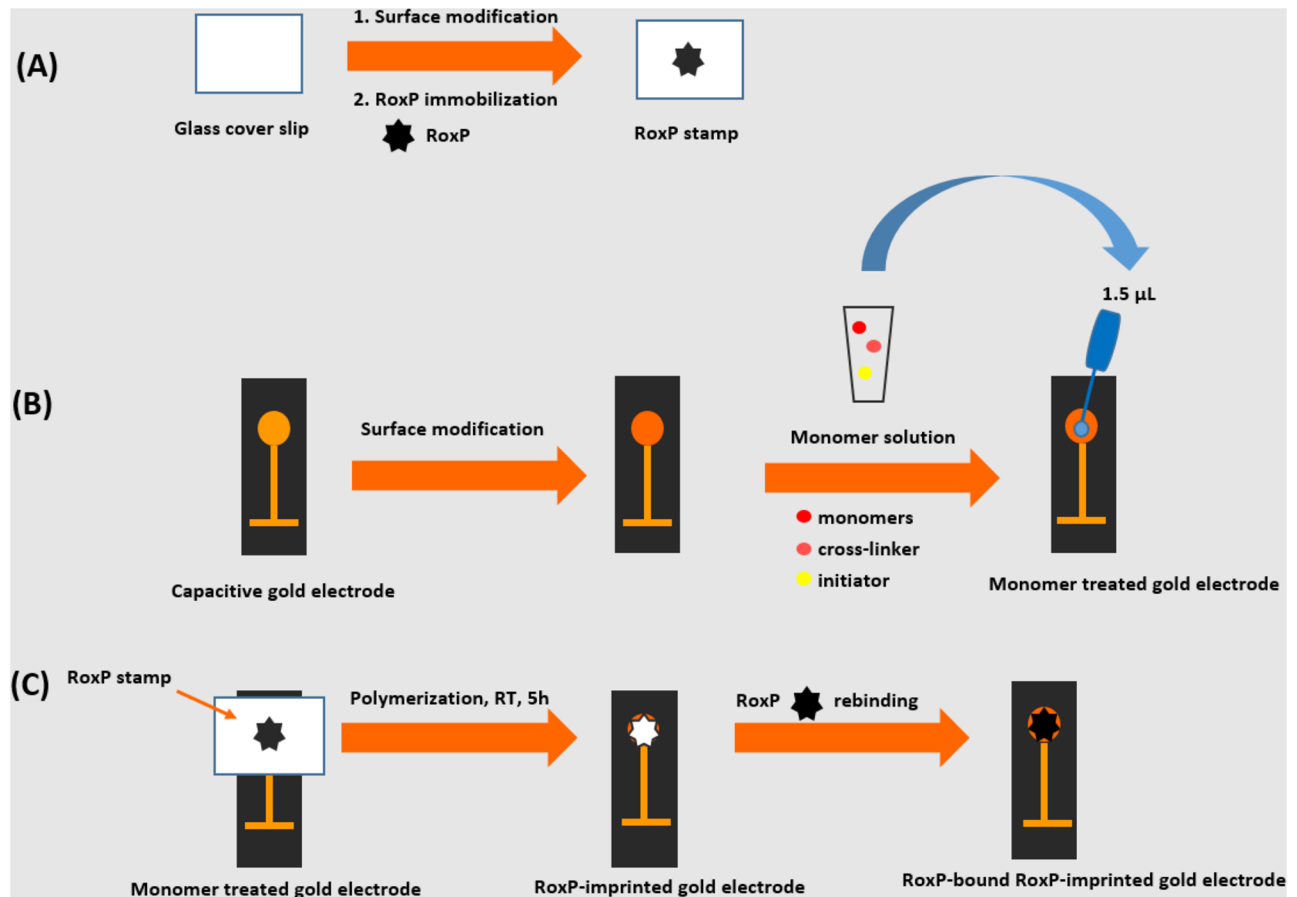 (A)
1. Surface modification
2. RoxP immobilization
RoxP
Glass cover slip
RoxP stamp
1.5 µL
(B)
Surface modification
Monomer solution
monomers
cross-linker
initiator
Capacitive gold electrode
Monomer treated gold electrode
(C)
RoxP stamp
Polymerization, RT, 5h
RoxP rebinding
Monomer treated gold electrode
RoxP-imprinted gold electrode
RoxP-bound RoxP-imprinted gold electrode